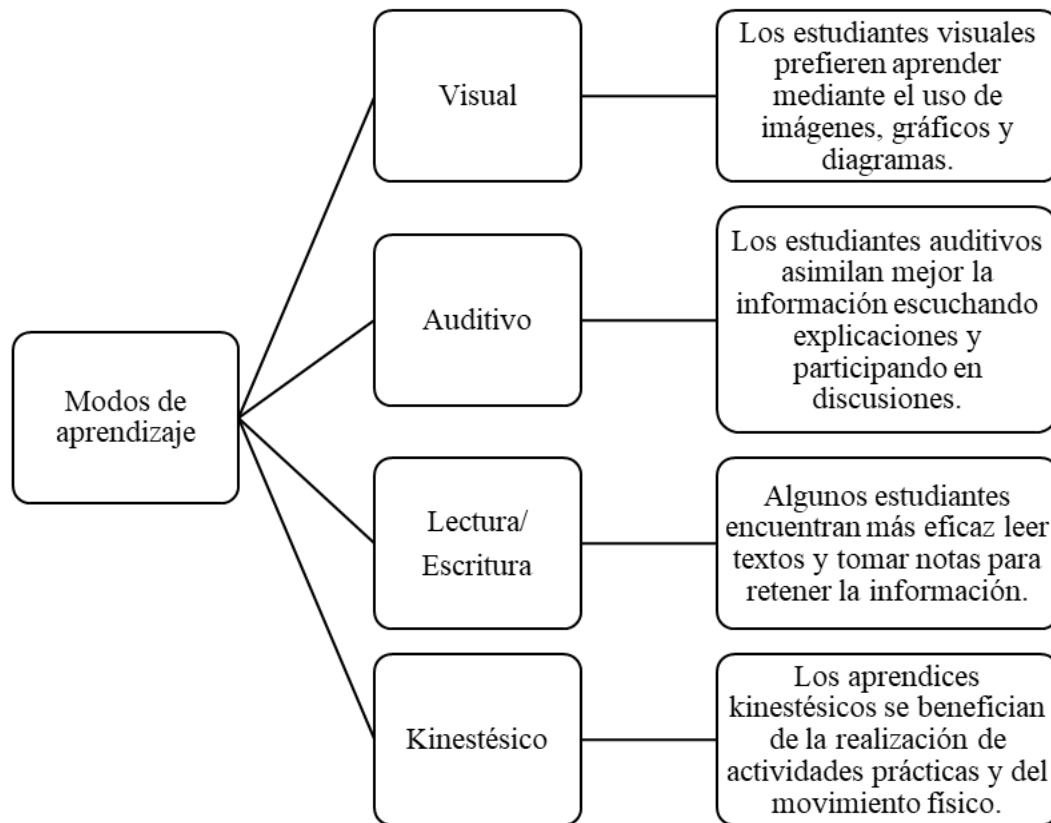 Modos de
aprendizaje
Visual
Los estudiantes visuales
prefieren aprender
mediante el uso de
imágenes, gráficos y
diagramas.
Auditivo
Los estudiantes auditivos
asimilan mejor la
información escuchando
explicaciones y
participando en
discusiones.
Lectura/
Escritura
Algunos estudiantes
encuentran más eficaz leer
textos y tomar notas para
retener la información.
Kinestésico
Los aprendices
kinestésicos se benefician
de la realización de
actividades prácticas y del
movimiento físico.